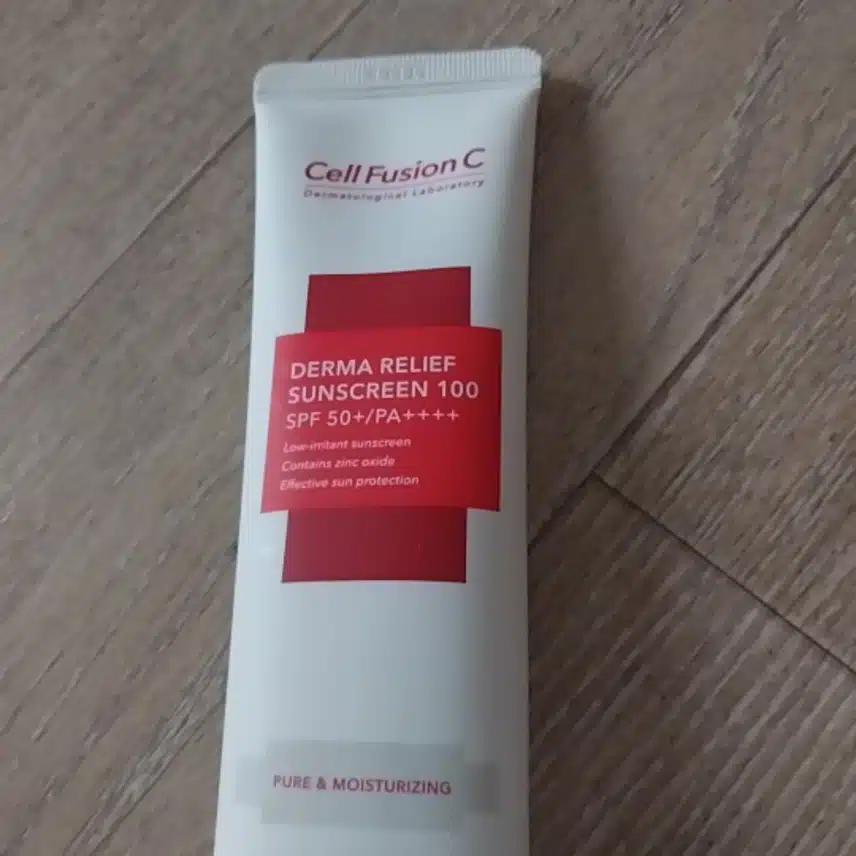 Cell Fusion C
Dermatological Laboratory
DERMA RELIEF
SUNSCREEN 100
SPF 50+/PA++++
Low-irritant sunscreen
Contains zinc oxide
Effective sun protection
PURE & MOISTURIZING